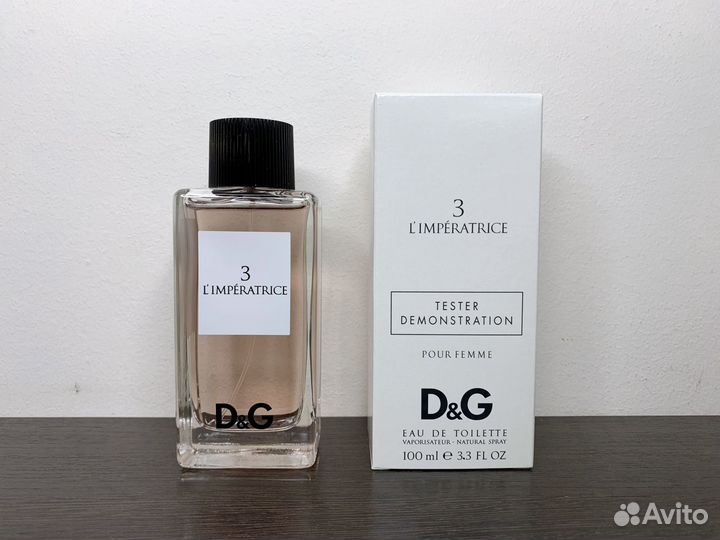 3
L'IMPÉRATRICE
D&G
3
L'IMPÉRATRICE
TESTER
DEMONSTRATION
POUR FEMME
D&G
EAU DE TOILETTE
VAPORISATEUR - NATURAL SPRAY
100 ml ℮ 3.3 FL OZ
Avito